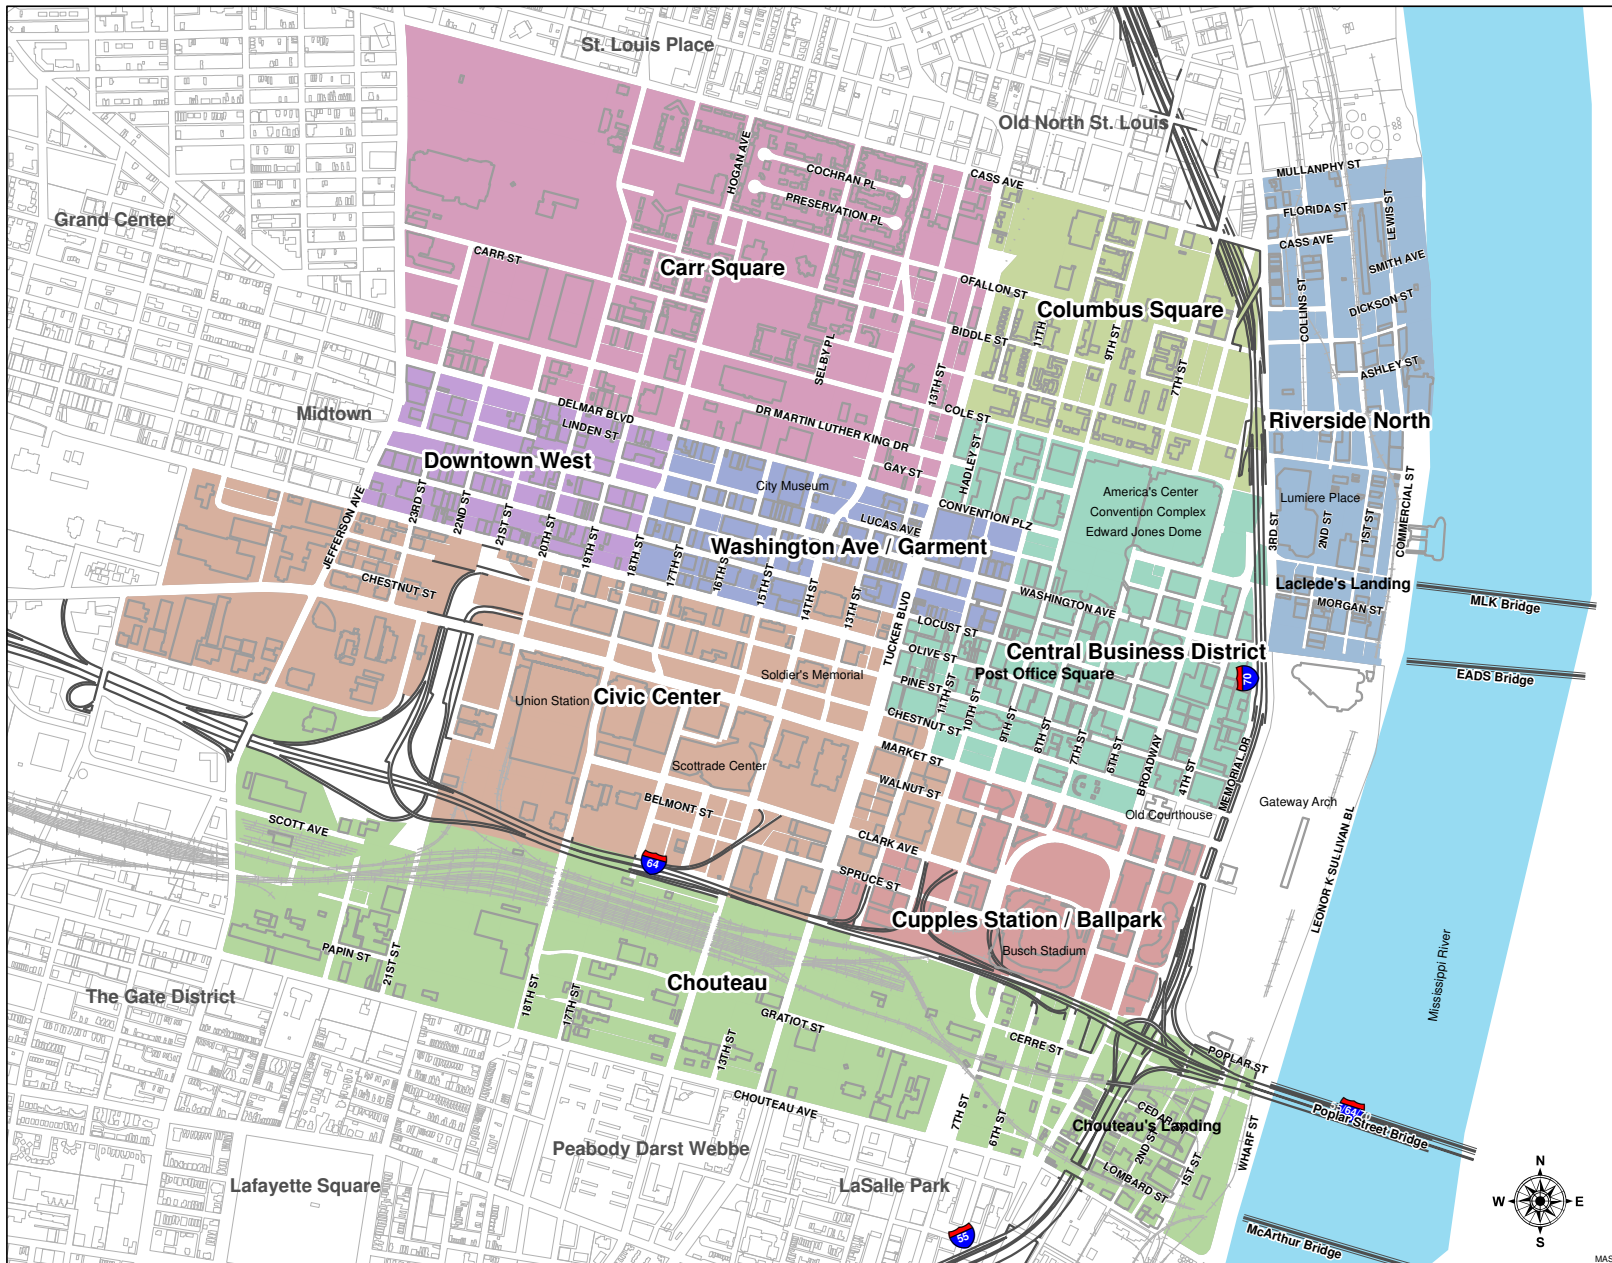 St. Louis Place
Old North St. Louis
MULLANPHY ST
HOGAN AVE
COCHRAN PL
CASS AVE
PRESERVATION PL
FLORIDA ST
LEWIS ST
Grand Center
CASS AVE
CARR ST
Carr Square
SMITH AVE
OFALLON ST
COLLINS ST
DICKSON ST
Columbus Square
BIDDLE ST
11TH
9TH ST
SELBY PL
7TH ST
ASHLEY ST
13TH ST
DELMAR BLVD
DR MARTIN LUTHER KING DR
COLE ST
Midtown
LINDEN ST
Riverside North
HADLEY ST
Downtown West
GAY ST
City Museum
America's Center
Convention Complex
Edward Jones Dome
Lumiere Place
COMMERCIAL ST
JEFFERSON AVE
23RD ST
22ND ST
21ST ST
20TH ST
19TH ST
18TH ST
17TH ST
16TH S
15TH ST
14TH ST
13TH ST
LUCAS AVE
CONVENTION PLZ
3RD ST
2ND ST
1ST ST
Washington Ave / Garment
CHESTNUT ST
Laclede's Landing
MORGAN ST
MLK Bridge
WASHINGTON AVE
TUCKER BLVD
LOCUST ST
OLIVE ST
Central Business District
Post Office Square
70
EADS Bridge
Soldier's Memorial
PINE ST
Union Station
Civic Center
11TH ST
10TH ST
9TH ST
8TH ST
7TH ST
6TH ST
BROADWAY
4TH ST
MEMORIAL DR
CHESTNUT ST
MARKET ST
Scottrade Center
WALNUT ST
BELMONT ST
Gateway Arch
Old Courthouse
SCOTT AVE
CLARK AVE
64
SPRUCE ST
LEONOR K SULLIVAN BL
Cupples Station / Ballpark
Busch Stadium
PAPIN ST
21ST ST
Chouteau
Mississippi River
The Gate District
18TH ST
17TH ST
GRATIOT ST
13TH ST
CERRE ST
POPLAR ST
CHOUTEAU AVE
7TH ST
6TH ST
CEDAR
64
Poplar Street Bridge
Chouteau's Landing
2ND ST
Peabody Darst Webbe
WHARF ST
LOMBARD ST
1ST ST
Lafayette Square
LaSalle Park
55
McArthur Bridge
N
W
E
S
MAS